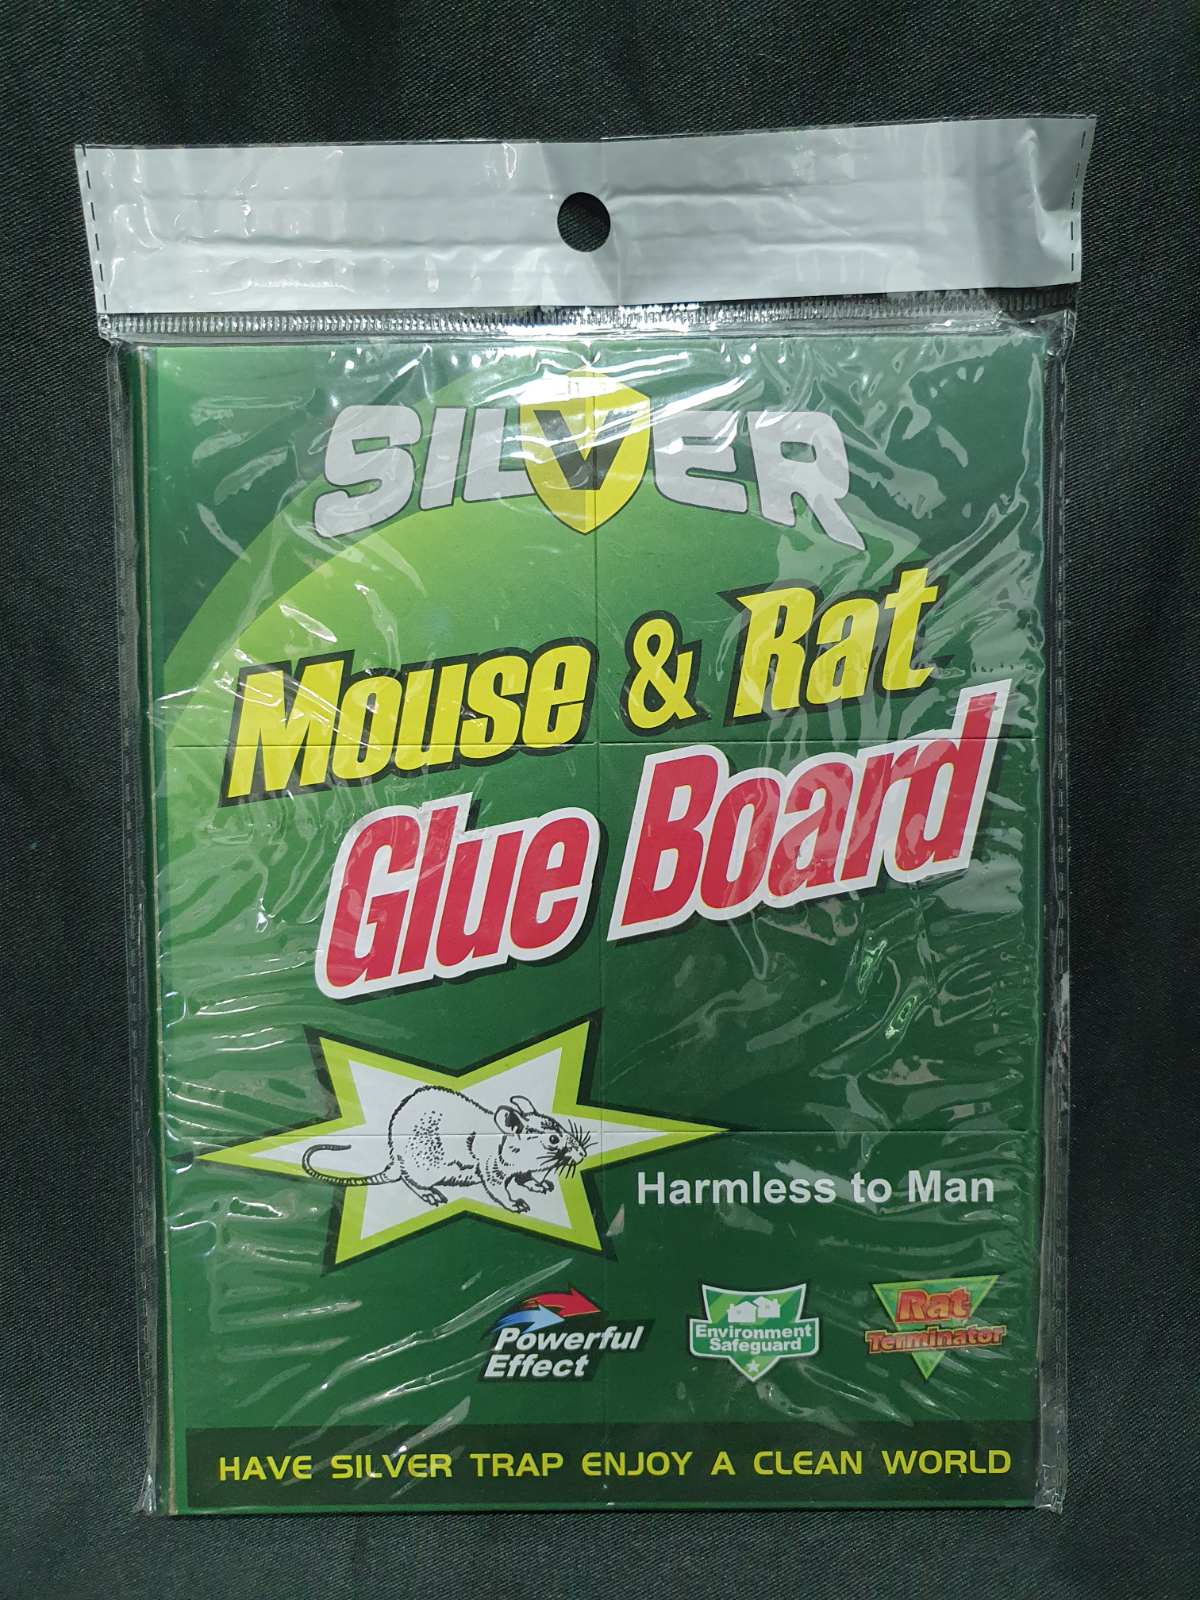 SILVER
Mouse & Rat
Glue Board
Harmless to Man
Powerful
Effect
Environment
Safeguard
Rat
Terminator
HAVE SILVER TRAP ENJOY A CLEAN WORLD